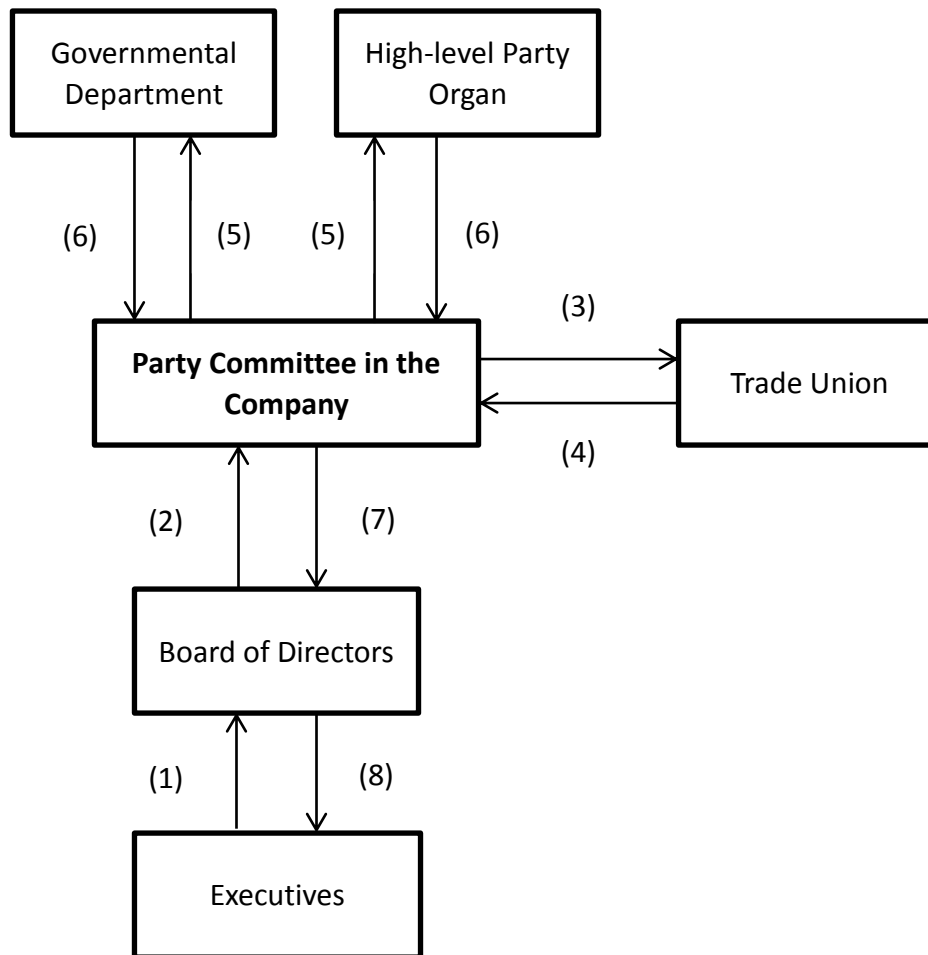 Governmental
Department
High-level Party
Organ
(6)
(5)
(5)
(6)
Party Committee in the
Company
(3)
Trade Union
(4)
(2)
(7)
Board of Directors
(1)
(8)
Executives